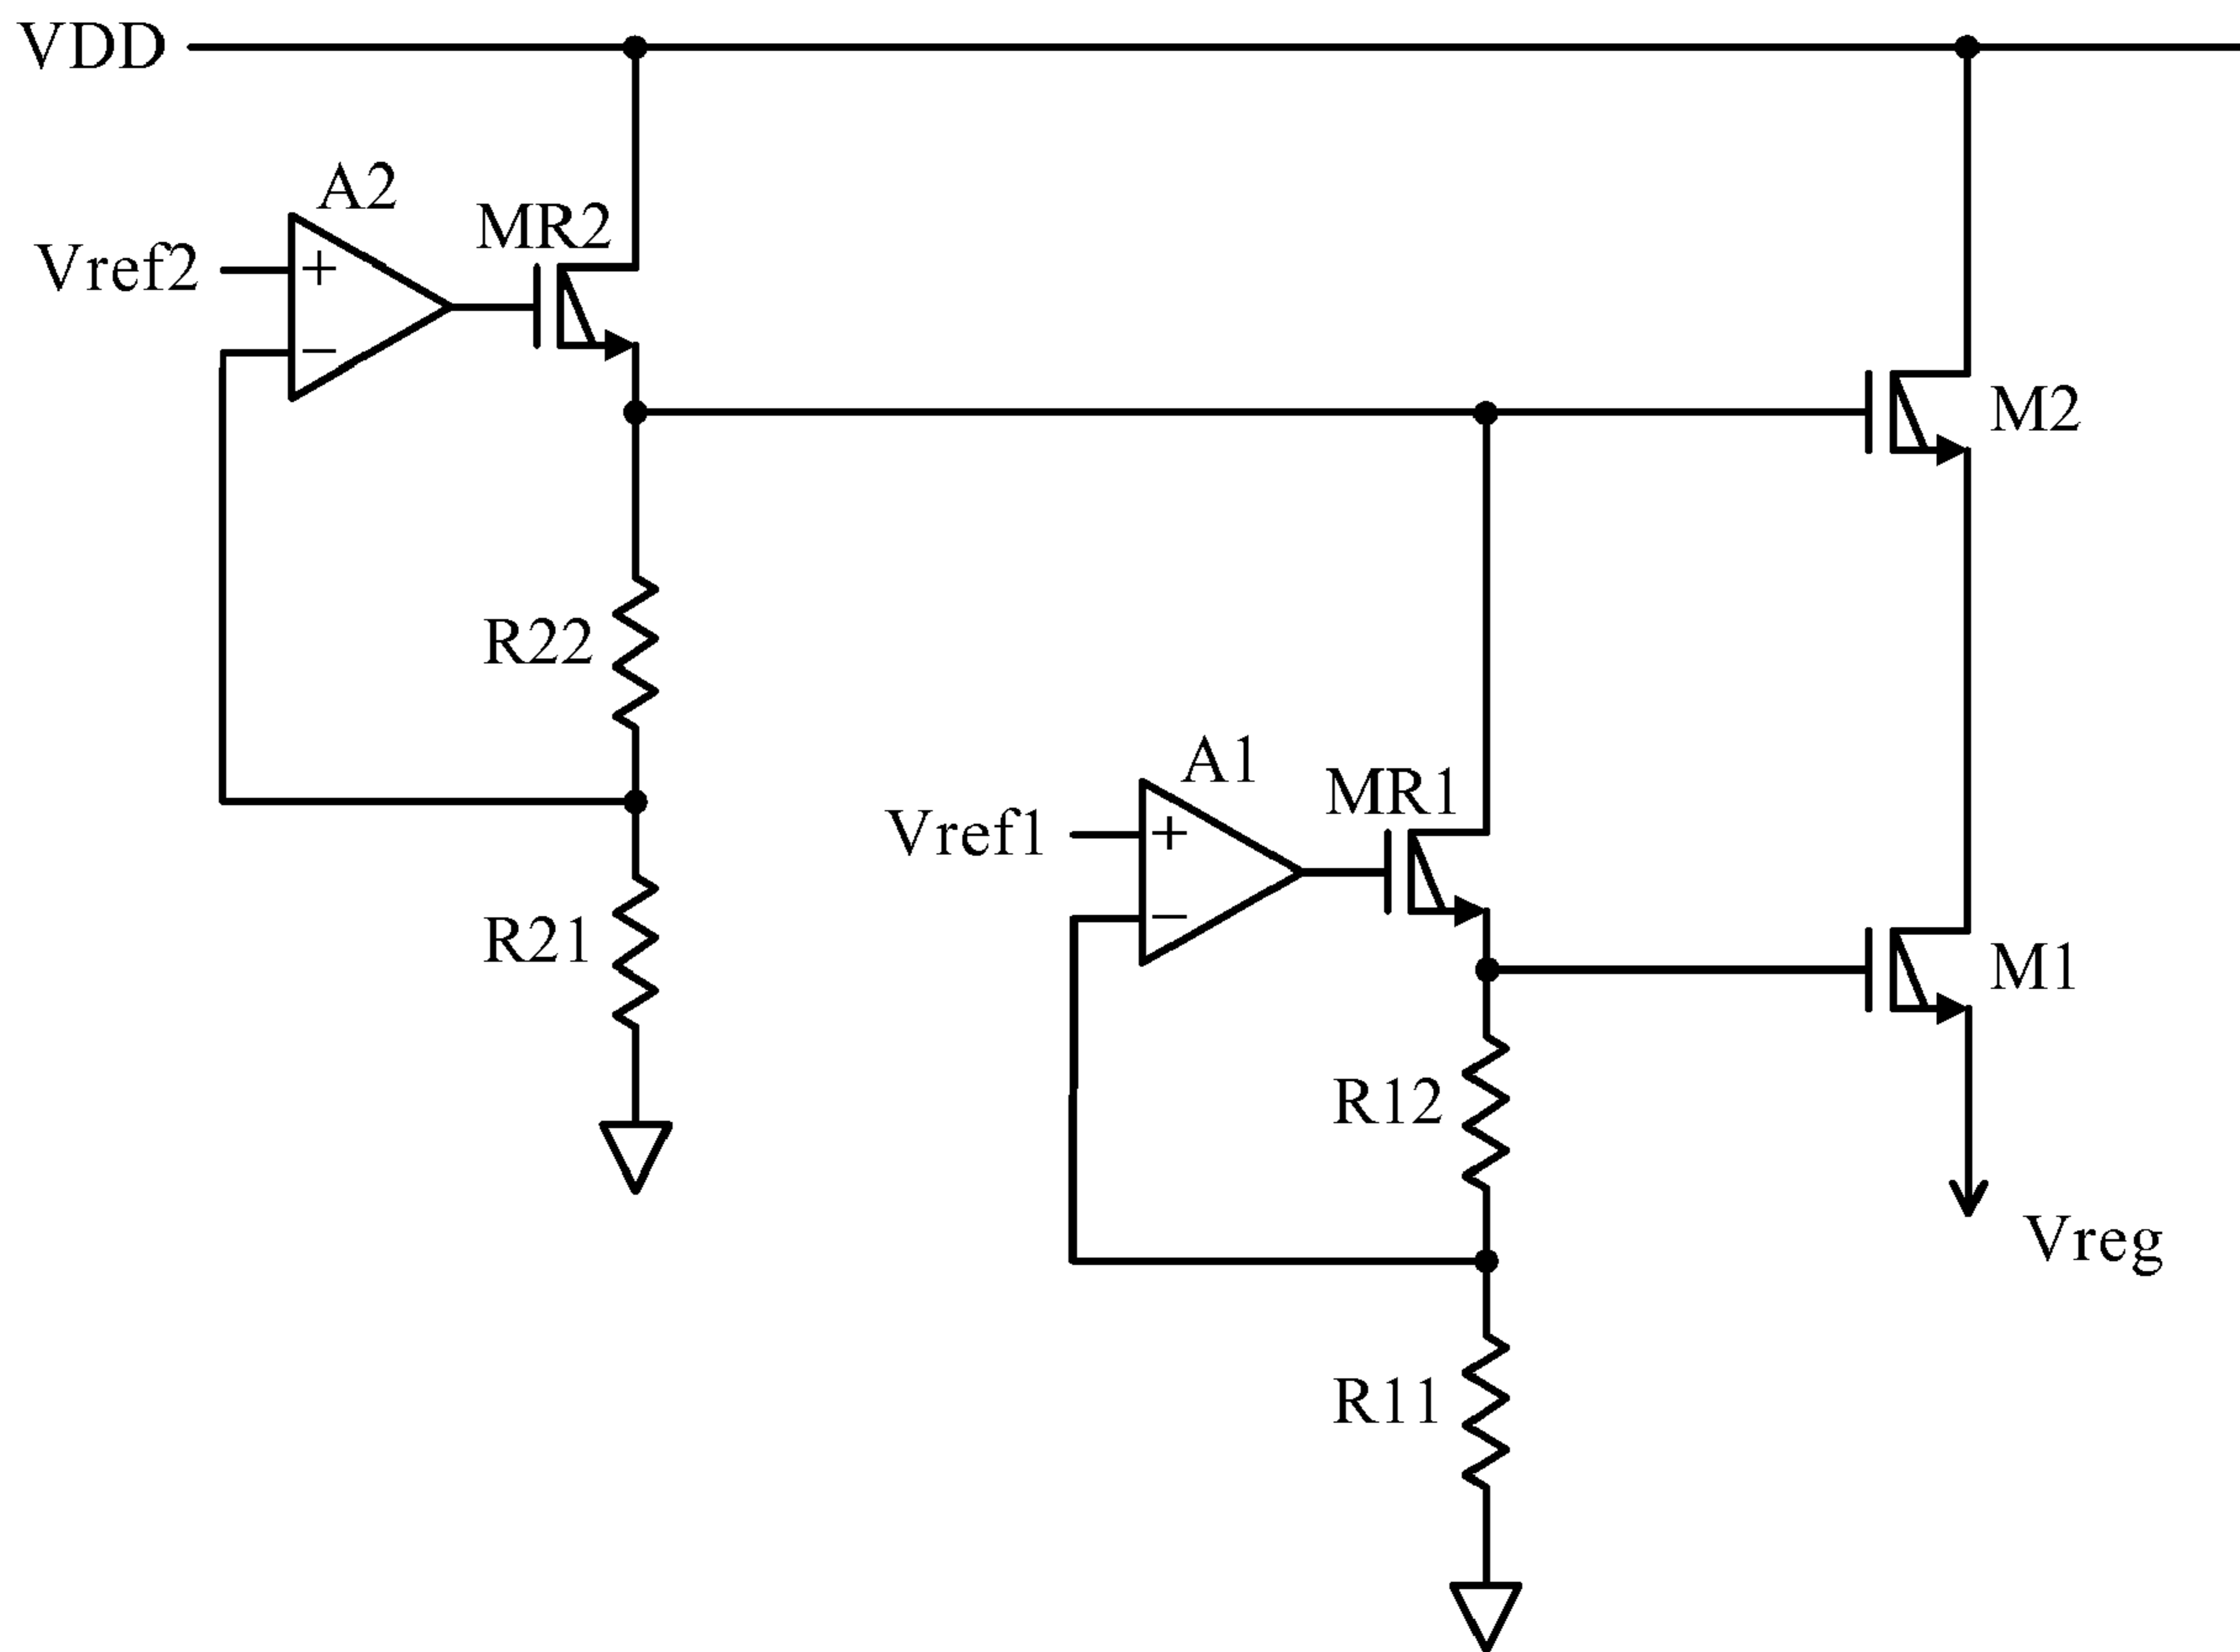 VDD
A2
MR2
Vref2
+
−
M2
R22
A1
MR1
Vref1
+
−
R21
M1
R12
Vreg
R11